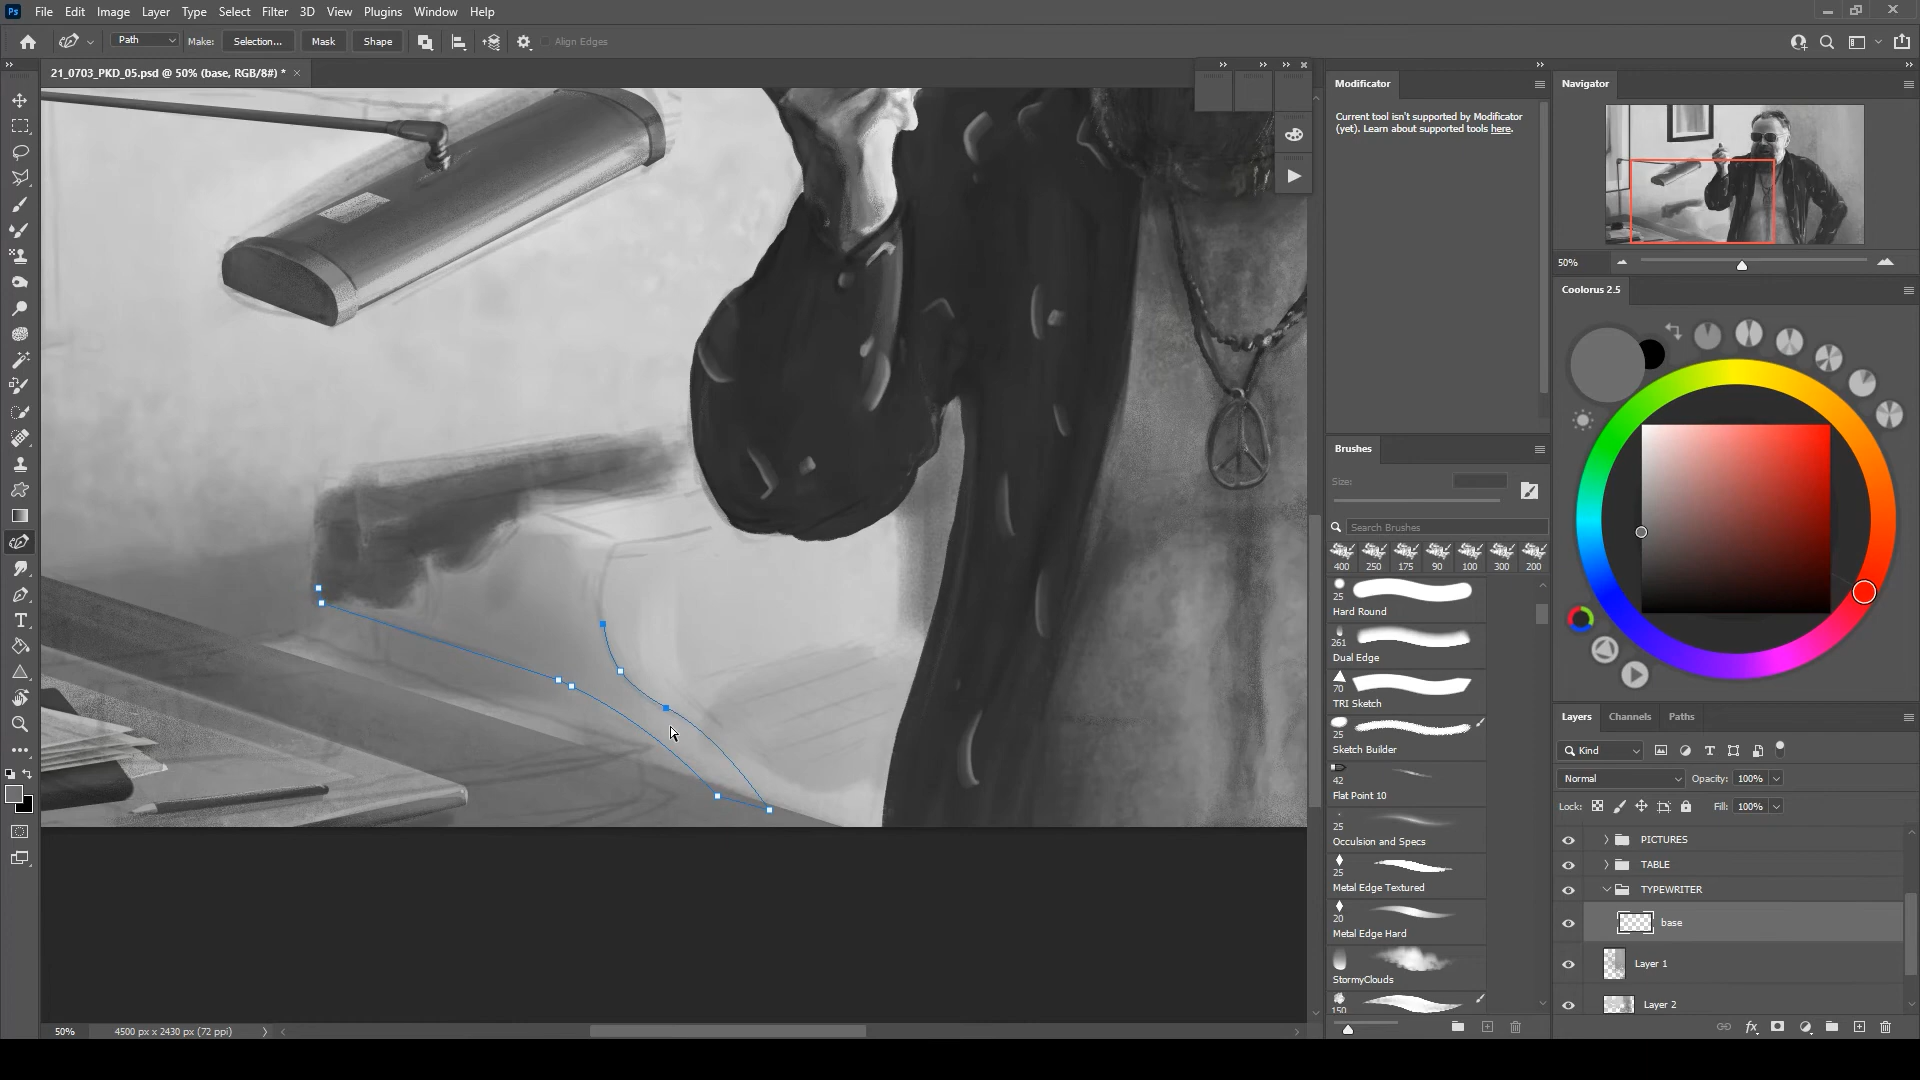 Ps File Edit Image Layer Type Select Filter 3D View Plugins Window Help
Path Make: Selection... Mask Shape Align Edges
21_0703_PKD_05.psd @ 50% (base, RGB/8#) *
Modificator
Current tool isn't supported by Modificator
(yet). Learn about supported tools here.
Navigator
50%
Coolorus 2.5
Brushes
Size:
Search Brushes
400 250 175 90 100 300 200
25
Hard Round
261
Dual Edge
70
TRI Sketch
25
Sketch Builder
42
Flat Point 10
25
Occulsion and Specs
25
Metal Edge Textured
20
Metal Edge Hard
StormyClouds
150
Layers Channels Paths
Kind
Normal Opacity: 100%
Lock: Fill: 100%
PICTURES
TABLE
TYPEWRITER
base
Layer 1
Layer 2
50% 4500 px x 2430 px (72 ppi)